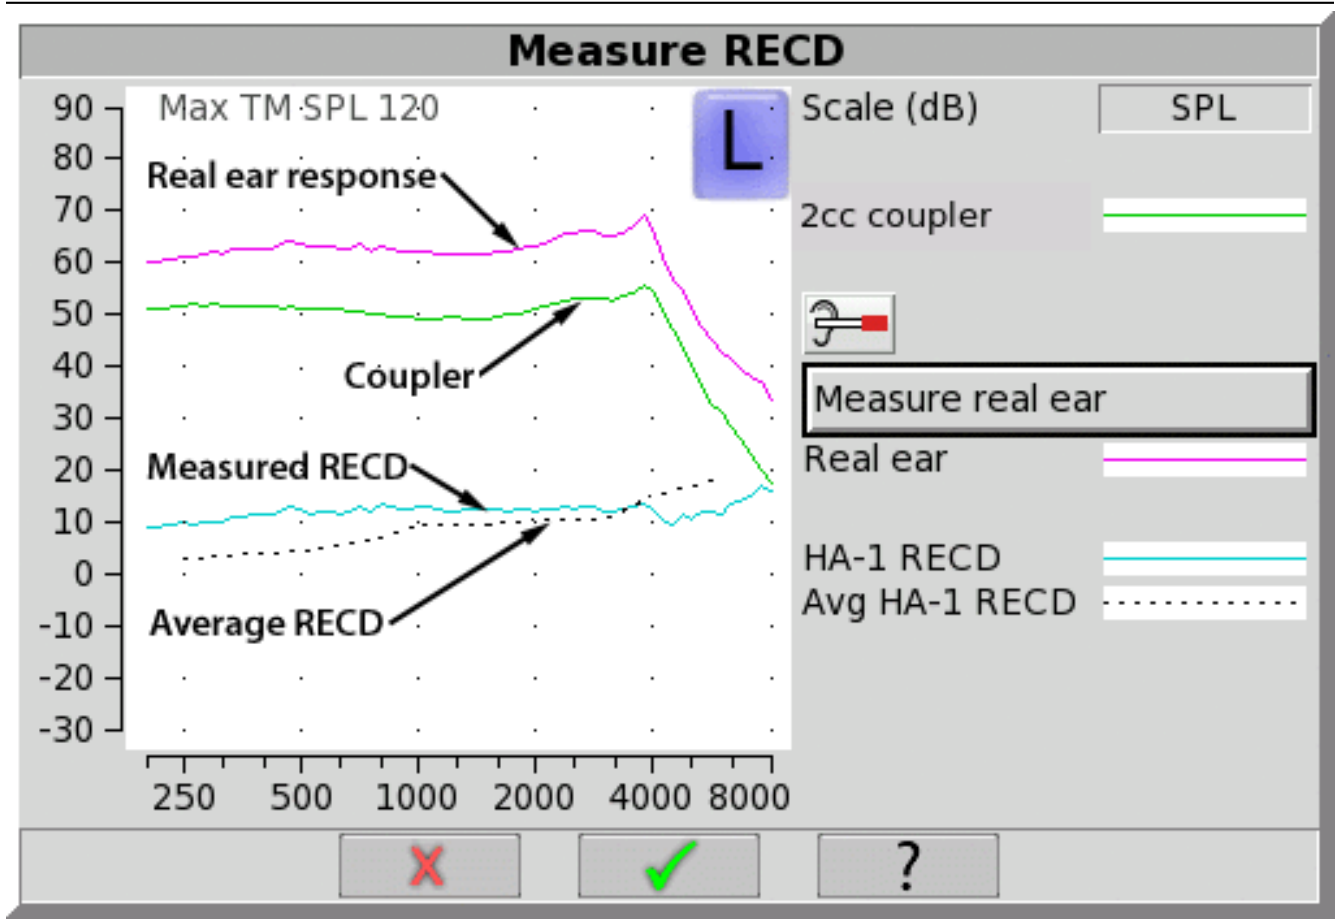 Measure RECD
Max TM SPL 120
L
Scale (dB)
SPL
Real ear response
2cc coupler
Coupler
Measure real ear
Real ear
Measured RECD
HA-1 RECD
Avg HA-1 RECD
Average RECD
90
80
70
60
50
40
30
20
10
0
-10
-20
-30
250 500 1000 2000 4000 8000
X
?